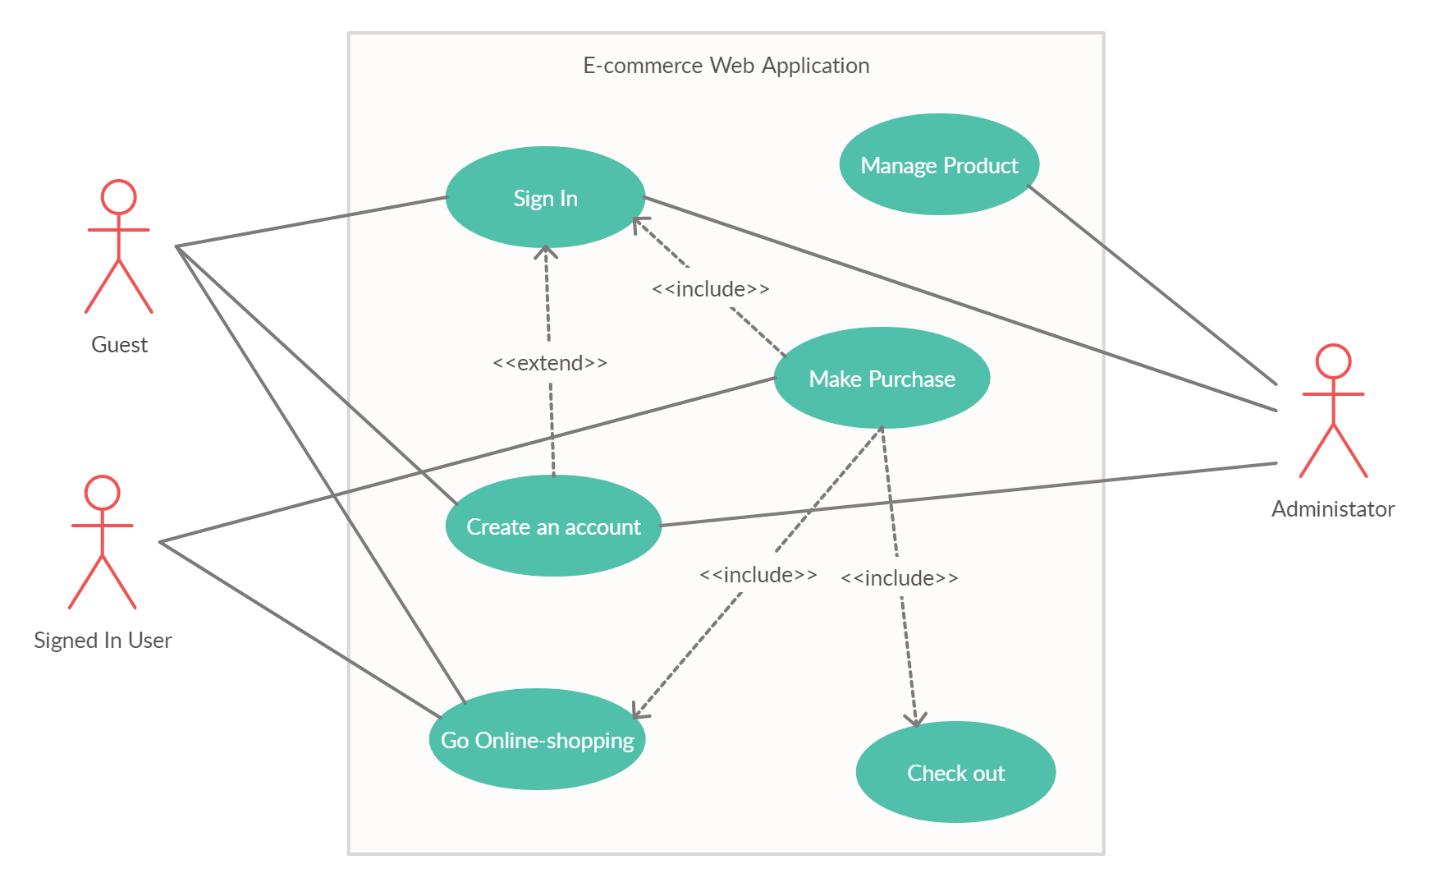 E-commerce Web Application
Manage Product
Sign In
<<include>>
Guest
<<extend>>
Make Purchase
Administator
Create an account
<<include>>
<<include>>
Signed In User
Go Online-shopping
Check out